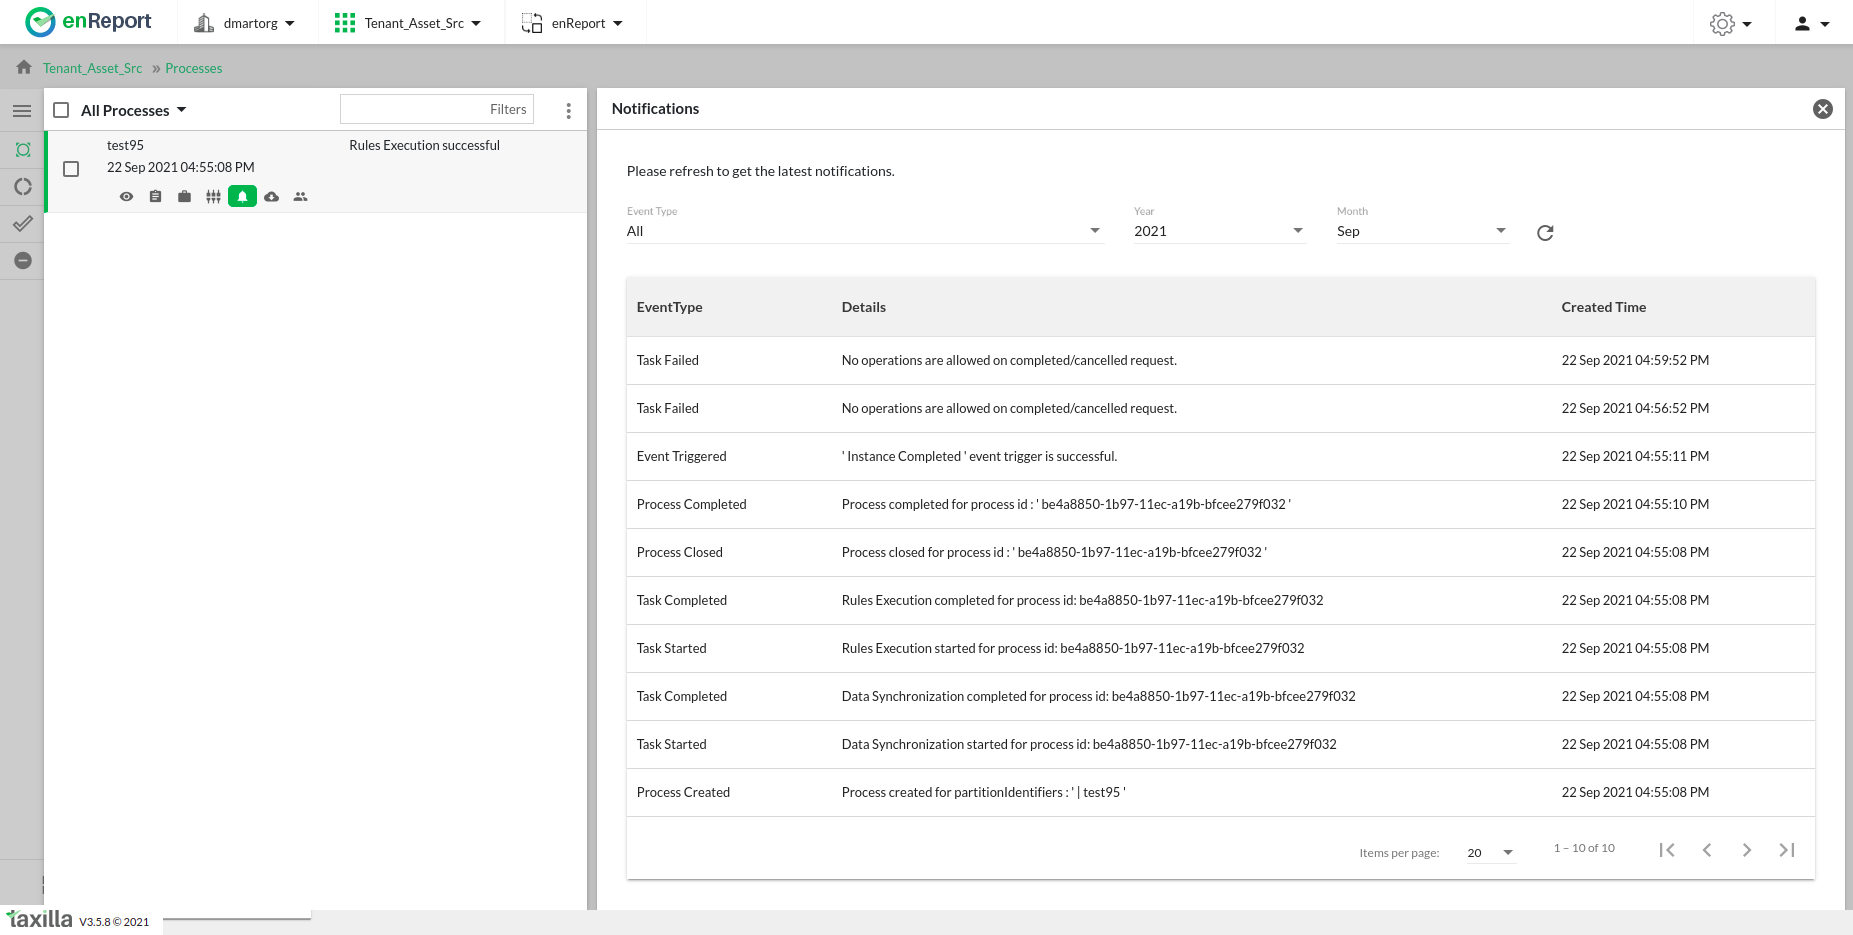 enReport
dmartorg
Tenant_Asset_Src
enReport
Tenant_Asset_Src » Processes
All Processes
Filters
test95
Rules Execution successful
22 Sep 2021 04:55:08 PM
Notifications
Please refresh to get the latest notifications.
Event Type
Year
Month
All
2021
Sep
EventType Details Created Time
Task Failed No operations are allowed on completed/cancelled request. 22 Sep 2021 04:59:52 PM
Task Failed No operations are allowed on completed/cancelled request. 22 Sep 2021 04:56:52 PM
Event Triggered ' Instance Completed ' event trigger is successful. 22 Sep 2021 04:55:11 PM
Process Completed Process completed for process id : ' be4a8850-1b97-11ec-a19b-bfcee279f032 ' 22 Sep 2021 04:55:10 PM
Process Closed Process closed for process id : ' be4a8850-1b97-11ec-a19b-bfcee279f032 ' 22 Sep 2021 04:55:08 PM
Task Completed Rules Execution completed for process id: be4a8850-1b97-11ec-a19b-bfcee279f032 22 Sep 2021 04:55:08 PM
Task Started Rules Execution started for process id: be4a8850-1b97-11ec-a19b-bfcee279f032 22 Sep 2021 04:55:08 PM
Task Completed Data Synchronization completed for process id: be4a8850-1b97-11ec-a19b-bfcee279f032 22 Sep 2021 04:55:08 PM
Task Started Data Synchronization started for process id: be4a8850-1b97-11ec-a19b-bfcee279f032 22 Sep 2021 04:55:08 PM
Process Created Process created for partitionIdentifiers : ' | test95 ' 22 Sep 2021 04:55:08 PM
Items per page: 20 1 – 10 of 10
taxilla V3.5.8 © 2021